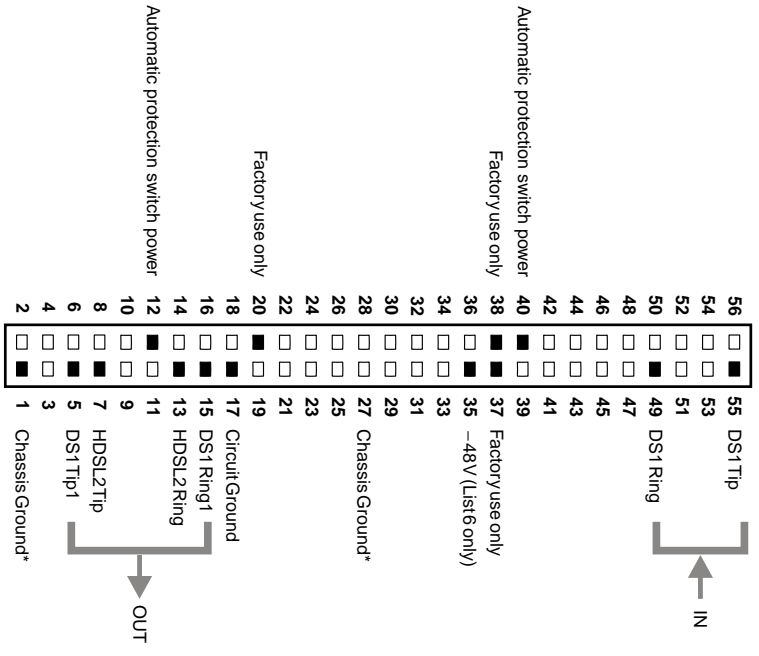 Automatic protection switch power
Factory use only
Factory use only
Automatic protection switch power
2 4 6 8 10 12 14 16 18 20 22 24 26 28 30 32 34 36 38 40 42 44 46 48 50 52 54 56
1 3 5 7 9 11 13 15 17 19 21 23 25 27 29 31 33 35 37 39 41 43 45 47 49 51 53 55
Chassis Ground*
DS1 Tip1
HDSL2 Tip
HDSL2 Ring
DS1 Ring1
Circuit Ground
Chassis Ground*
–48V (List 6 only)
Factory use only
DS1 Ring
DS1 Tip
OUT
IN